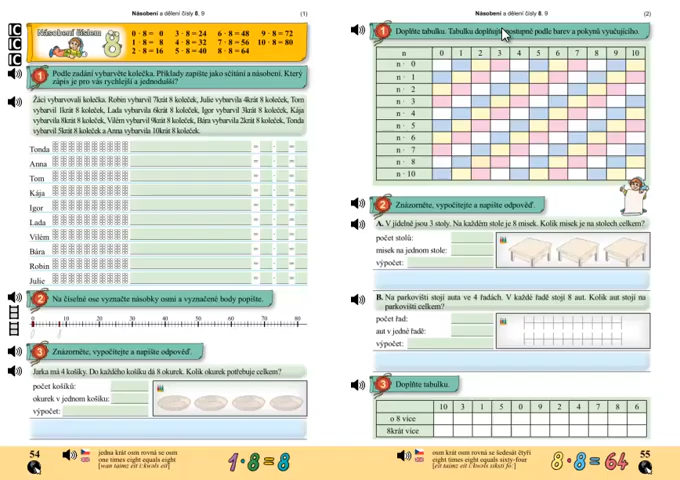 Násobení a dělení čísly 8, 9
(1)
Násobení číslem 8
0 · 8 = 0 3 · 8 = 24 6 · 8 = 48 9 · 8 = 72
1 · 8 = 8 4 · 8 = 32 7 · 8 = 56 10 · 8 = 80
2 · 8 = 16 5 · 8 = 40 8 · 8 = 64
1 Podle zadání vybarvěte kolečka. Příklady zapište jako sčítání a násobení. Který
zápis je pro vás rychlejší a jednodušší?
Žáci vybarvovali kolečka. Robin vybarvil 7krát 8 koleček, Julie vybarvila 4krát 8 koleček, Tom
vybarvil 1krát 8 koleček, Lada vybarvila 6krát 8 koleček, Igor vybarvil 3krát 8 koleček, Kája
vybarvila 8krát 8 koleček, Vilém vybarvil 9krát 8 koleček, Bára vybarvila 2krát 8 koleček, Tonda
vybarvil 5krát 8 koleček a Anna vybarvila 10krát 8 koleček.
Tonda = · =
Anna = · =
Tom = · =
Kája = · =
Igor = · =
Lada = · =
Vilém = · =
Bára = · =
Robin = · =
Julie = · =
2 Na číselné ose vyznačte násobky osmi a vyznačené body popište.
0 10 20 30 40 50 60 70 80
0 8
3 Znázorněte, vypočítejte a napište odpověď.
Jarka má 4 košíky. Do každého košíku dá 8 okurek. Kolik okurek potřebuje celkem?
počet košíků:
okurek v jednom košíku:
výpočet:
54
jedna krát osm rovná se osm
one times eight equals eight
1 · 8 = 8
Násobení a dělení čísly 8, 9
(2)
1 Doplňte tabulku. Tabulku doplňujte postupně podle barev a pokynů vyučujícího.
n 0 1 2 3 4 5 6 7 8 9 10
n · 0
n · 1
n · 2
n · 3
n · 4
n · 5
n · 6
n · 7
n · 8
n · 9
n · 10
2 Znázorněte, vypočítejte a napište odpověď.
A. V jídelně jsou 3 stoly. Na každém stole je 8 misek. Kolik misek je na stolech celkem?
počet stolů:
misek na jednom stole:
výpočet:
B. Na parkovišti stojí auta ve 4 řadách. V každé řadě stojí 8 aut. Kolik aut stojí na
parkovišti celkem?
počet řad:
aut v jedné řadě:
výpočet:
3 Doplňte tabulku.
10 3 1 5 0 9 2 4 7 8 6
o 8 více
8krát více
osm krát osm rovná se šedesát čtyři
eight times eight equals sixty-four
8 · 8 = 64
55